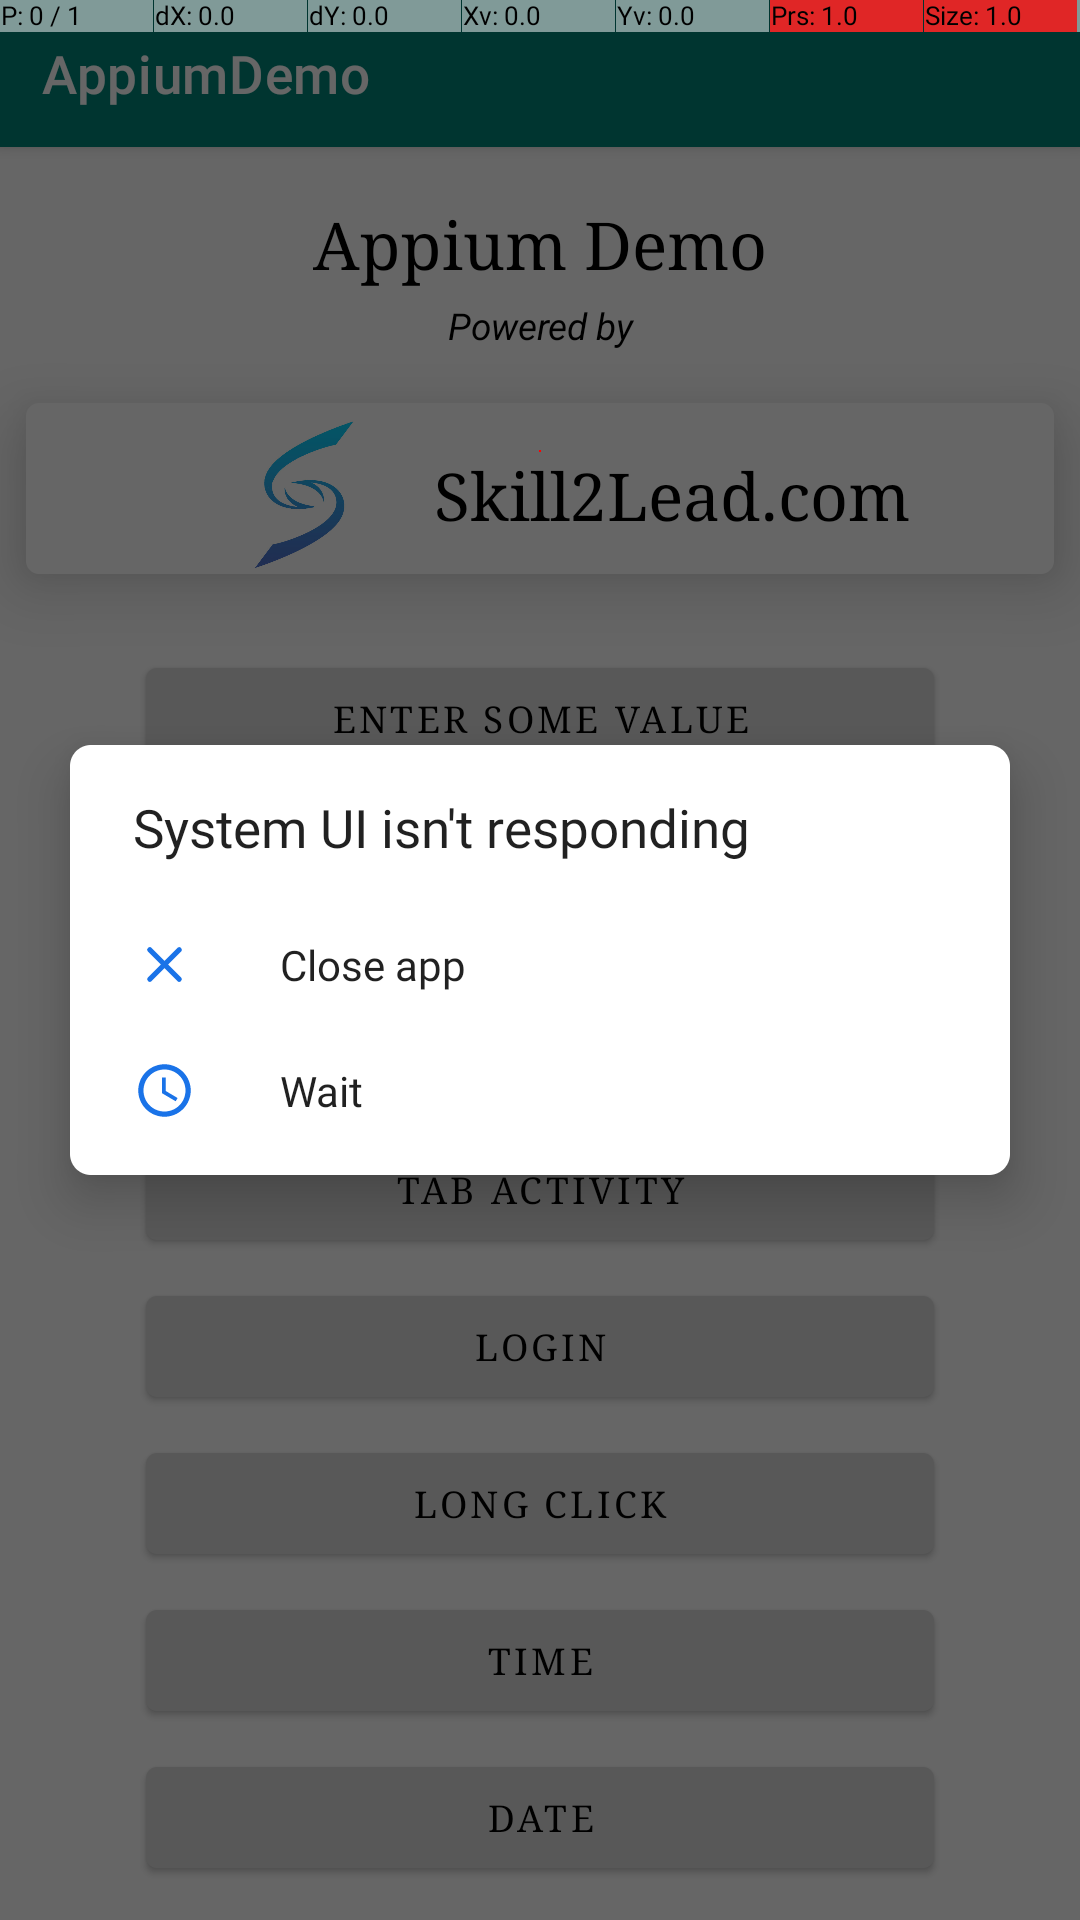 P: 0 / 1 dX: 0.0 dY: 0.0 Xv: 0.0 Yv: 0.0 Prs: 1.0 Size: 1.0
AppiumDemo
Appium Demo
Powered by
Skill2Lead.com
ENTER SOME VALUE
System UI isn't responding
Close app
Wait
TAB ACTIVITY
LOGIN
LONG CLICK
TIME
DATE